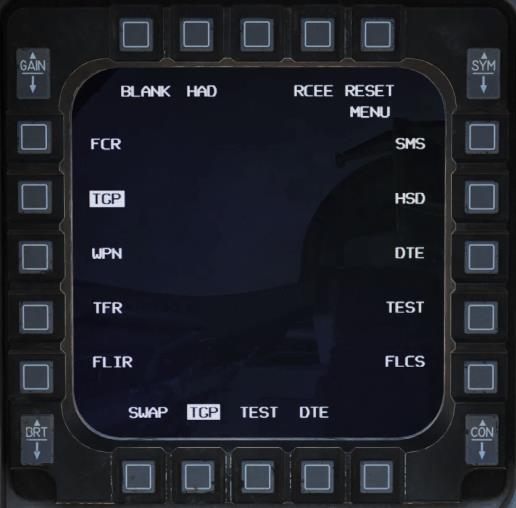 GAIN
SYM
BLANK HAD RCEE RESET
MENU
FCR SMS
TGP HSD
WPN DTE
TFR TEST
FLIR FLCS
SWAP TGP TEST DTE
BRT
CON